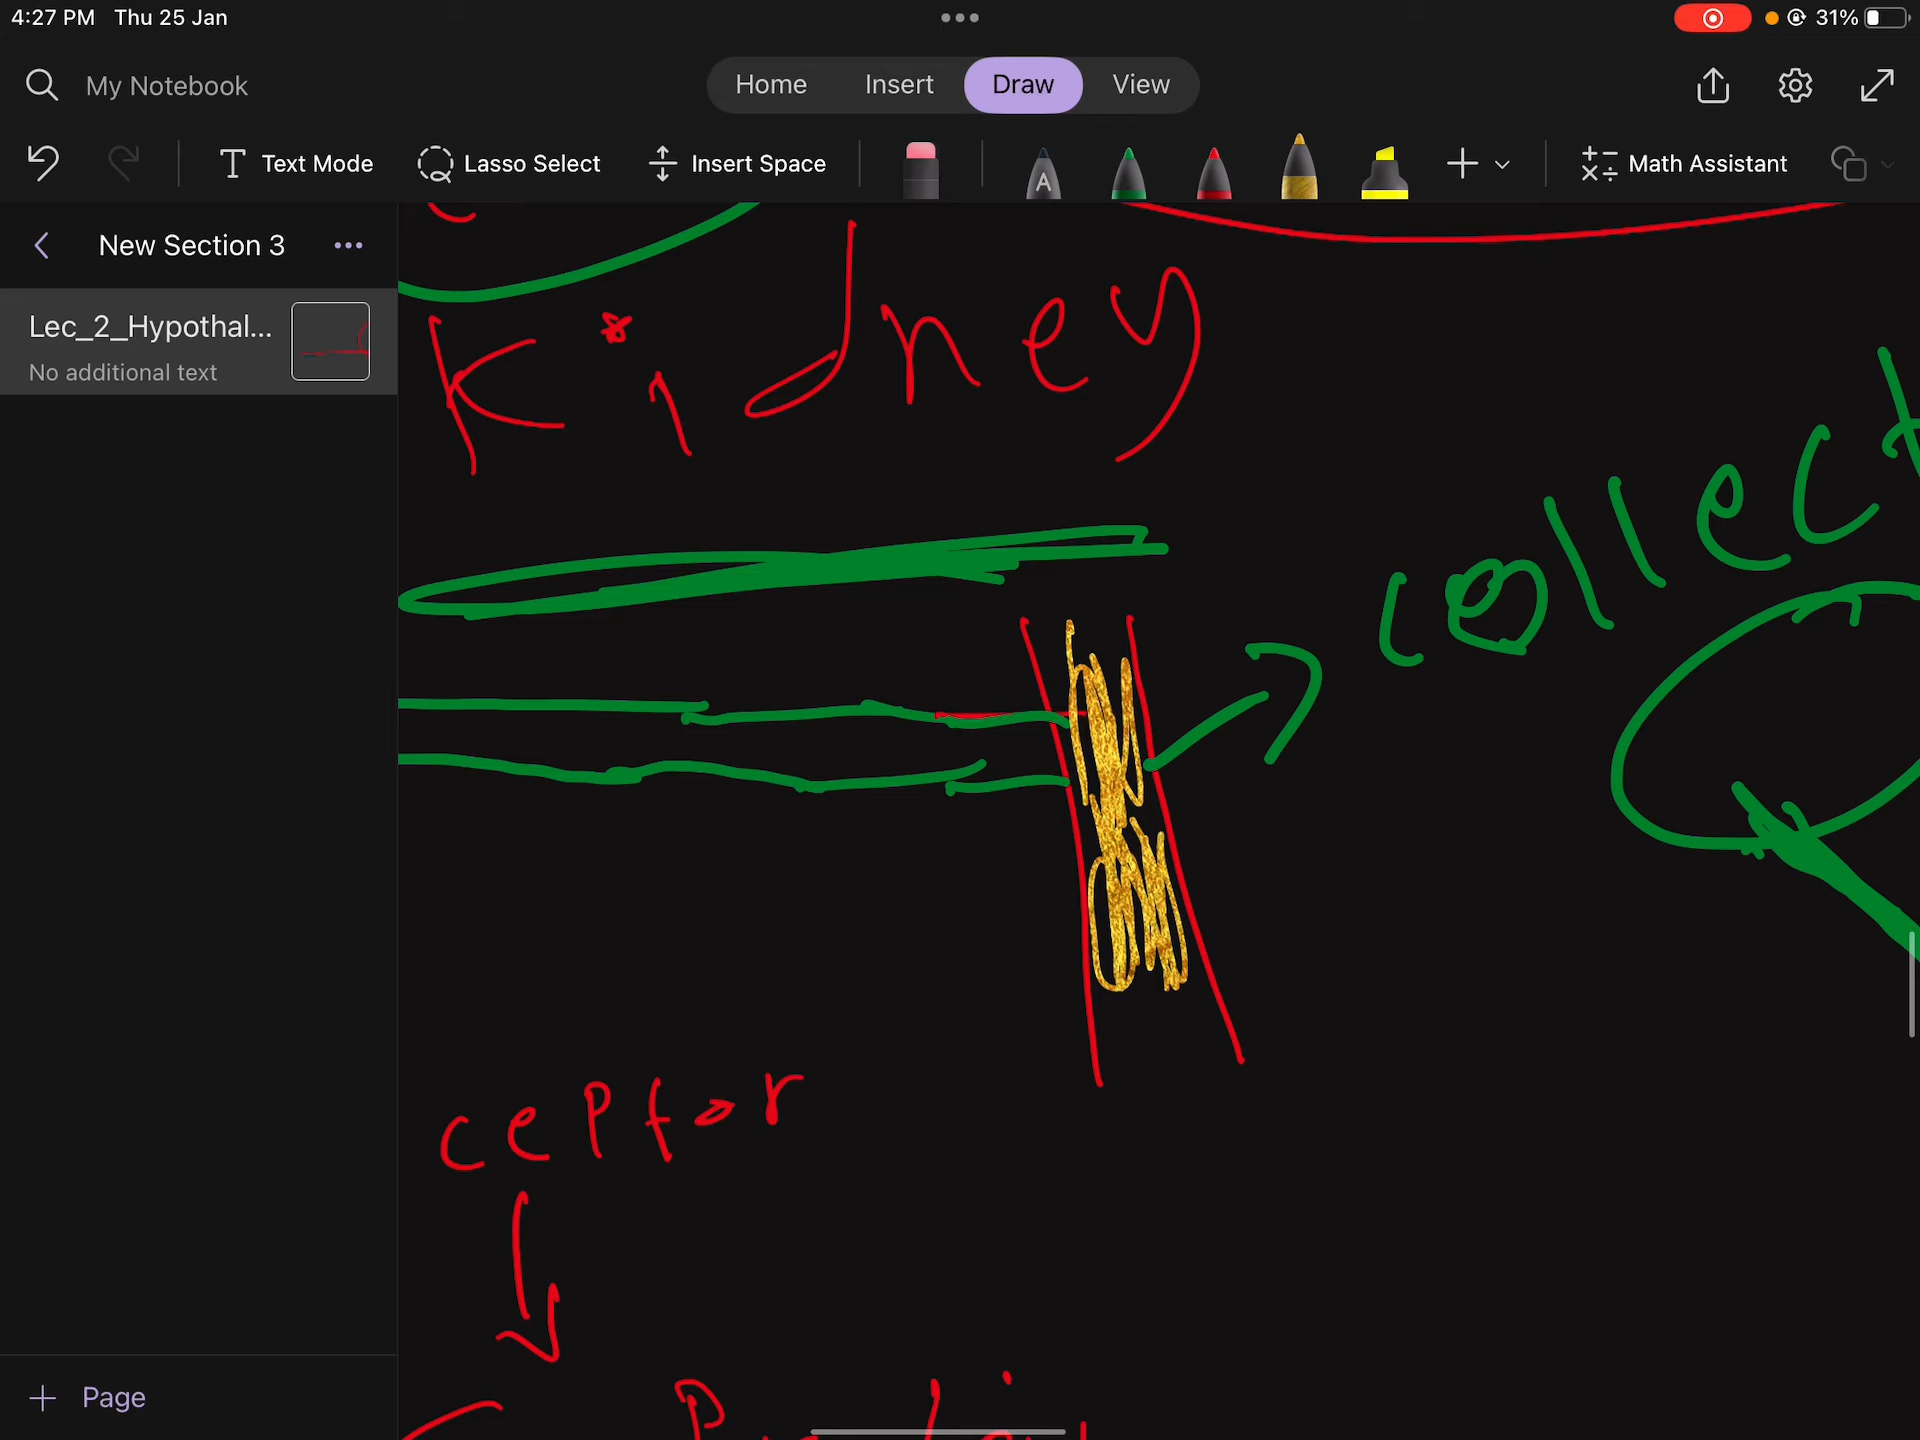 4:27 PM Thu 25 Jan
31%
My Notebook
Home Insert Draw View
Text Mode Lasso Select Insert Space A Math Assistant
New Section 3
Lec_2_Hypothal...
No additional text
Kidney
collect
ceptor
Page